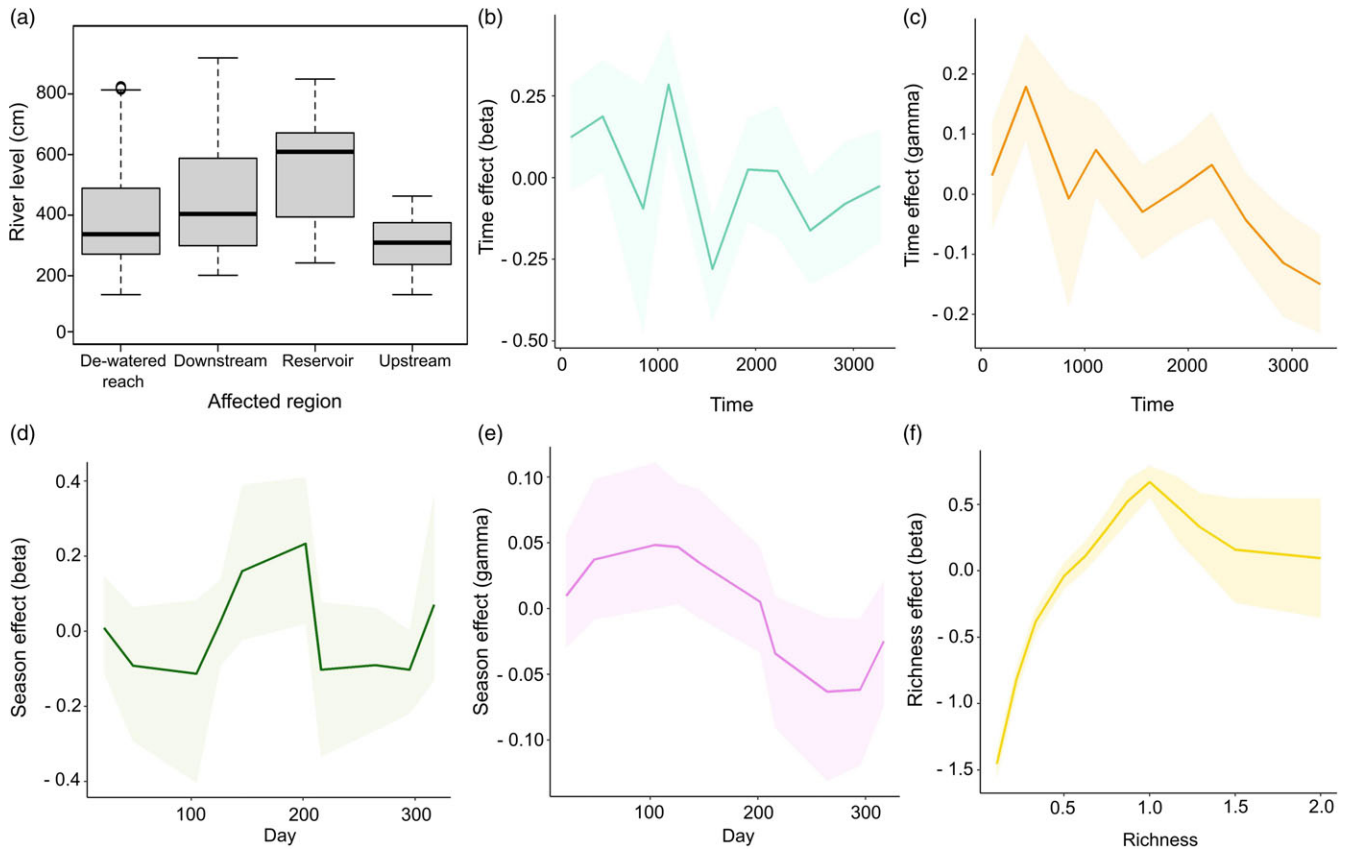 (a)
River level (cm)
800
600
400
200
0
De-watered reach
Downstream
Reservoir
Upstream
Affected region
(b)
Time effect (beta)
0.25
0.00
-0.25
-0.50
0
1000
2000
3000
Time
(c)
Time effect (gamma)
0.2
0.1
0.0
-0.1
-0.2
0
1000
2000
3000
Time
(d)
Season effect (beta)
0.4
0.2
0.0
-0.2
-0.4
100
200
300
Day
(e)
Season effect (gamma)
0.10
0.05
0.0
-0.05
-0.10
100
200
300
Day
(f)
Richness effect (beta)
0.5
0.0
-0.5
-1.0
-1.5
0.5
1.0
1.5
2.0
Richness